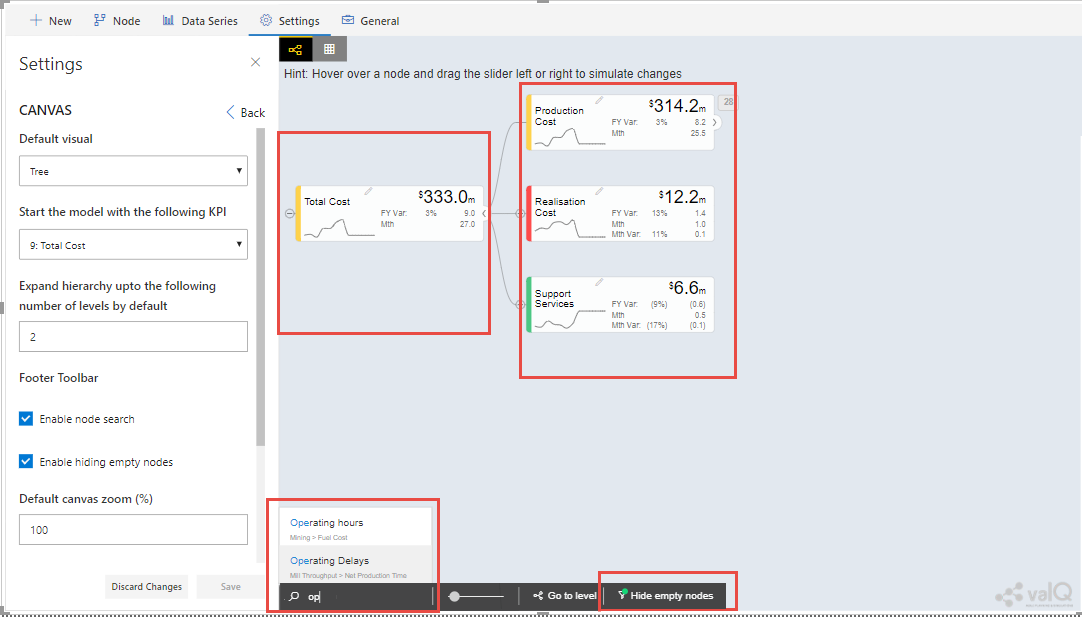 New Node Data Series Settings General
Settings
CANVAS
Back
Default visual
Tree
Start the model with the following KPI
9: Total Cost
Expand hierarchy upto the following
number of levels by default
2
Footer Toolbar
Enable node search
Enable hiding empty nodes
Default canvas zoom (%)
100
Discard Changes Save
Hint: Hover over a node and drag the slider left or right to simulate changes
Total Cost
$333.0m
FY Var: 3% 9.0
Mth 27.0
Production
Cost
$314.2m
FY Var: 3% 8.2
Mth 25.5
28
Realisation
Cost
$12.2m
FY Var: 13% 1.4
Mth 1.0
Mth Var: 11% 0.1
Support
Services
$6.6m
FY Var: (9%) (0.6)
Mth 0.5
Mth Var: (17%) (0.1)
Operating hours
Mining > Fuel Cost
Operating Delays
Mill Throughput > Net Production Time
op
Go to level
Hide empty nodes
valQ